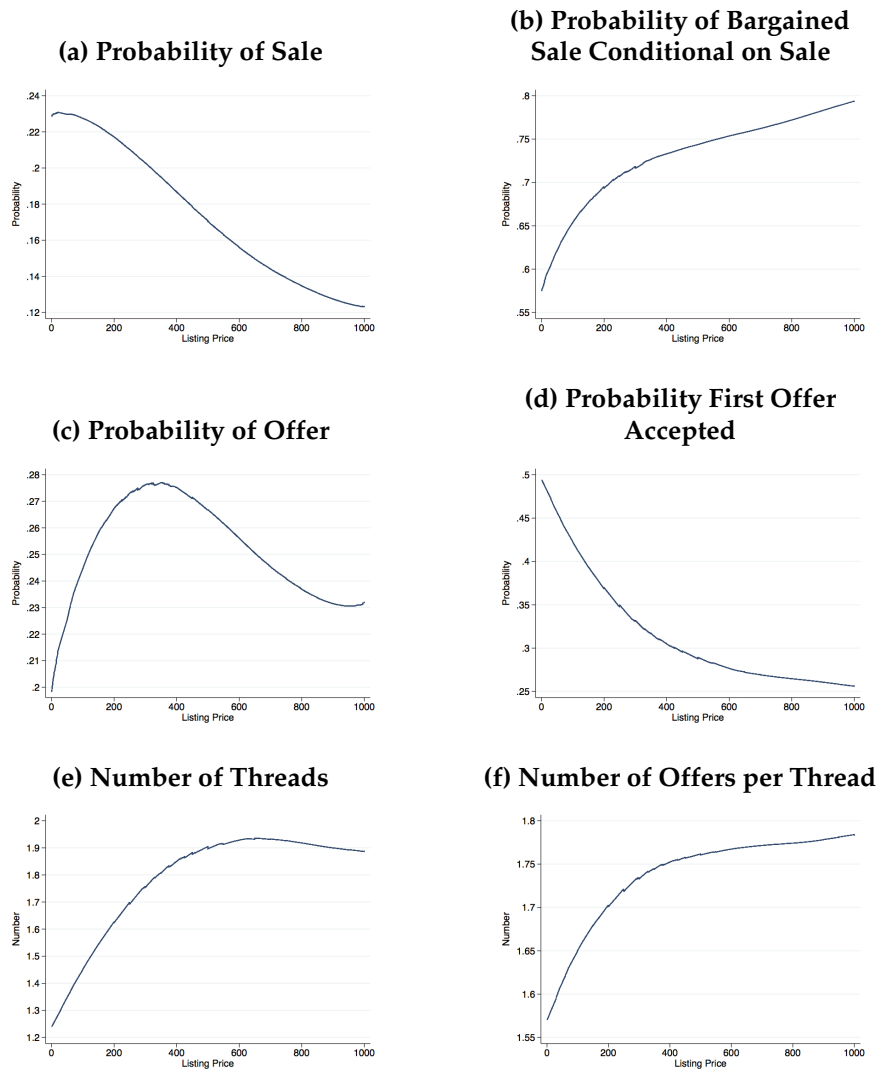 (a) Probability of Sale
.24
.22
.2
.18
.16
.14
.12
Probability
0 200 400 600 800 1000
Listing Price
(b) Probability of Bargained
Sale Conditional on Sale
.8
.75
.7
.65
.6
.55
Probability
0 200 400 600 800 1000
Listing Price
(c) Probability of Offer
.28
.27
.26
.25
.24
.23
.22
.21
.2
Probability
0 200 400 600 800 1000
Listing Price
(d) Probability First Offer
Accepted
.5
.45
.4
.35
.3
.25
Probability
0 200 400 600 800 1000
Listing Price
(e) Number of Threads
2
1.9
1.8
1.7
1.6
1.5
1.4
1.3
1.2
Number
0 200 400 600 800 1000
Listing Price
(f) Number of Offers per Thread
1.8
1.75
1.7
1.65
1.6
1.55
Number
0 200 400 600 800 1000
Listing Price